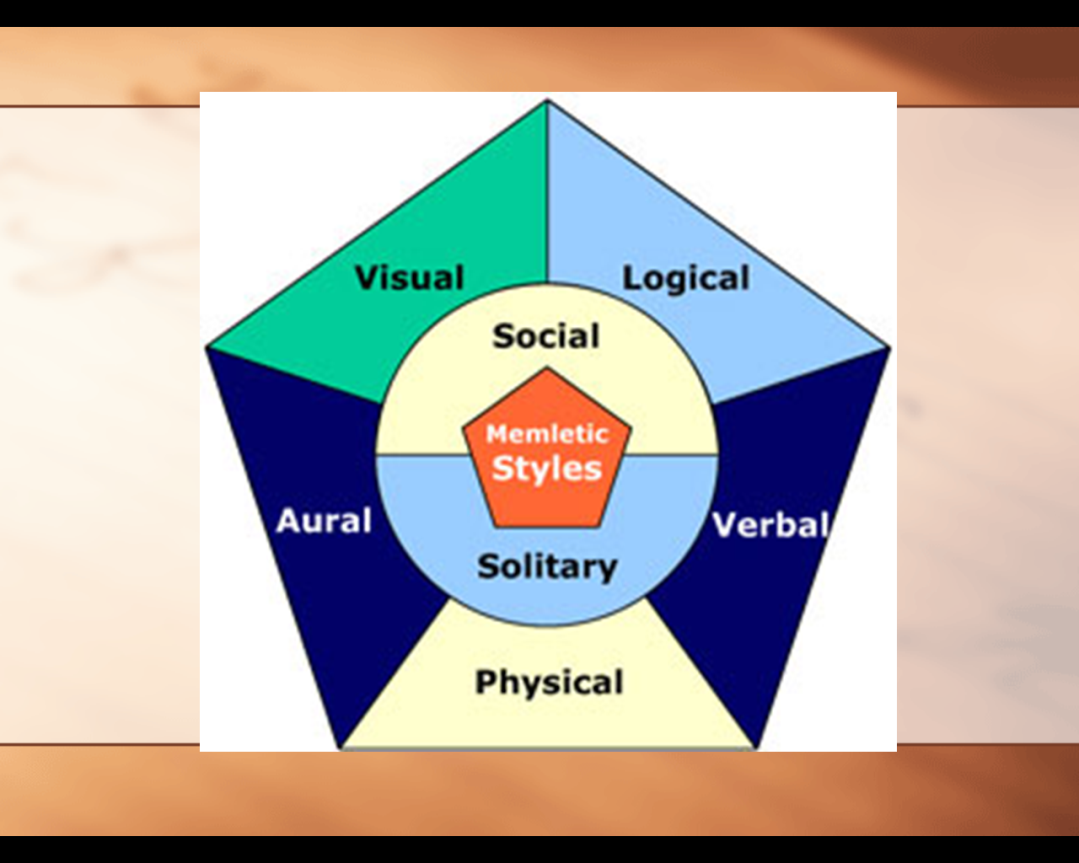 Visual
Logical
Social
Memletic
Styles
Aural
Verbal
Solitary
Physical